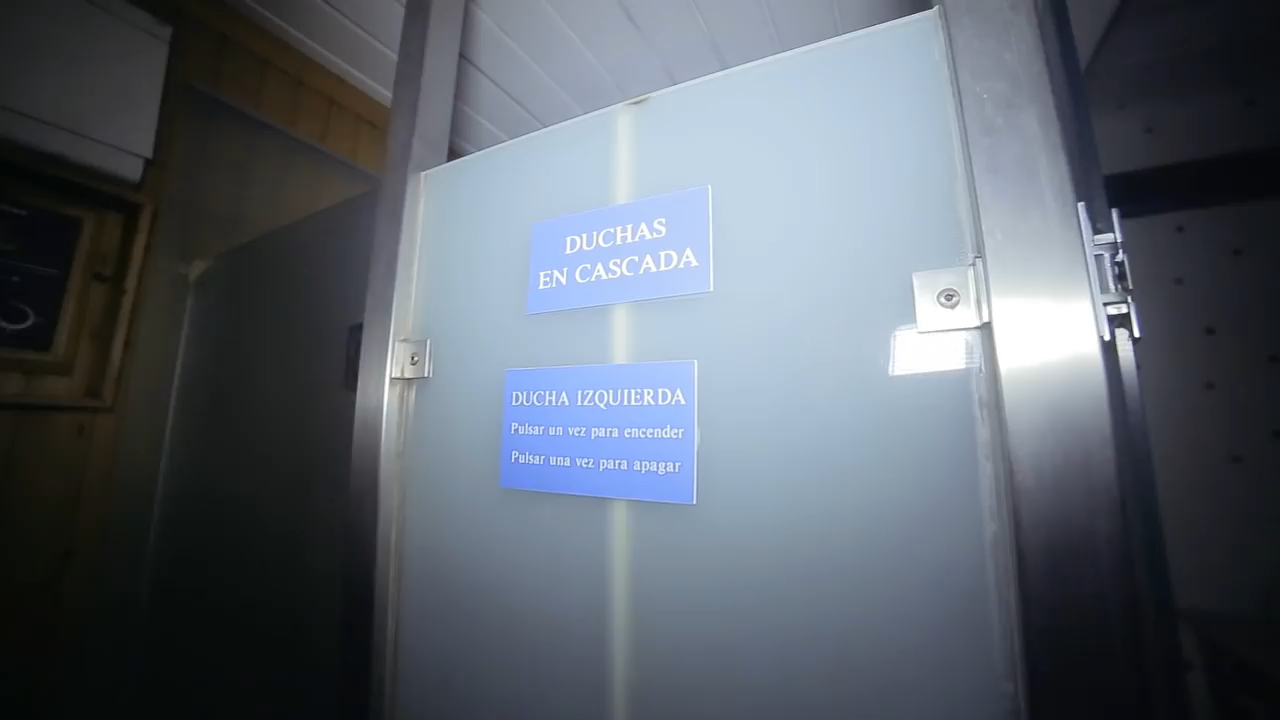 DUCHAS
EN CASCADA
DUCHA IZQUIERDA
Pulsar un vez para encender
Pulsar una vez para apagar